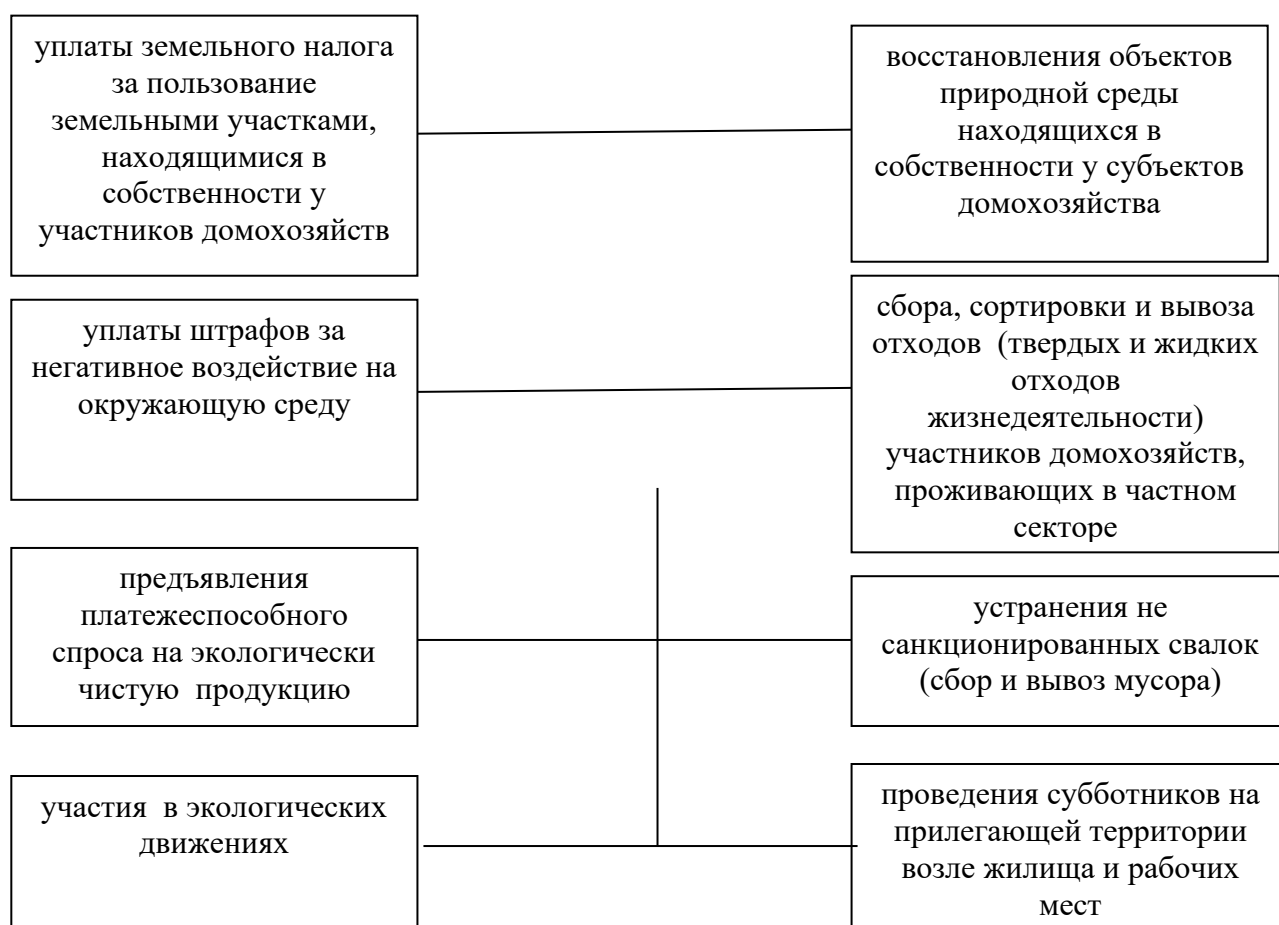 уплаты земельного налога
за пользование
земельными участками,
находящимися в
собственности у
участников домохозяйств
восстановления объектов
природной среды
находящихся в
собственности у субъектов
домохозяйства
уплаты штрафов за
негативное воздействие на
окружающую среду
сбора, сортировки и вывоза
отходов (твердых и жидких
отходов
жизнедеятельности)
участников домохозяйств,
проживающих в частном
секторе
предъявления
платежеспособного
спроса на экологически
чистую продукцию
устранения не
санкционированных свалок
(сбор и вывоз мусора)
участия в экологических
движениях
проведения субботников на
прилегающей территории
возле жилища и рабочих
мест